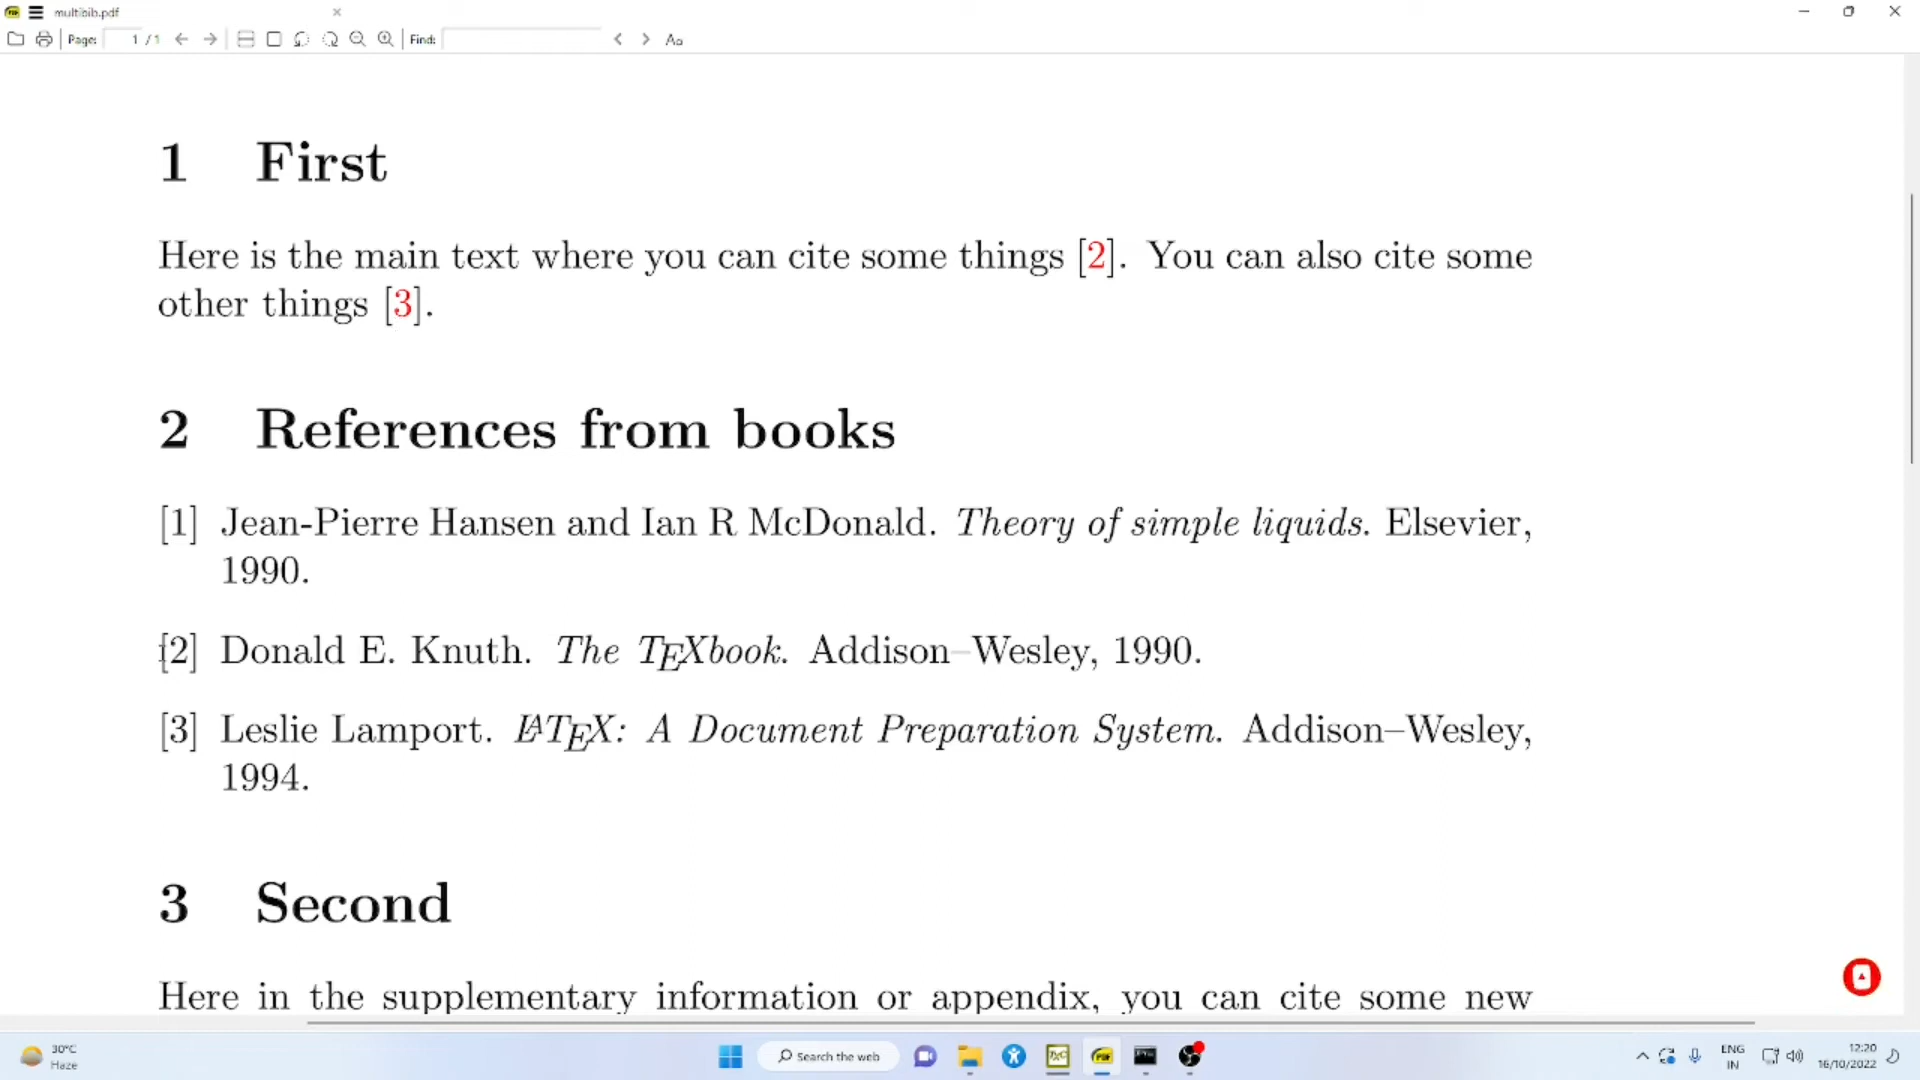 multibib.pdf
Page: 1 / 1 Find: Aa
1 First
Here is the main text where you can cite some things [2]. You can also cite some
other things [3].
2 References from books
[1] Jean-Pierre Hansen and Ian R McDonald. Theory of simple liquids. Elsevier,
1990.
[2] Donald E. Knuth. The TEXbook. Addison–Wesley, 1990.
[3] Leslie Lamport. LATEX: A Document Preparation System. Addison–Wesley,
1994.
3 Second
Here in the supplementary information or appendix, you can cite some new
30°C
Haze
Search the web
ENG
IN
12:20
16/10/2022